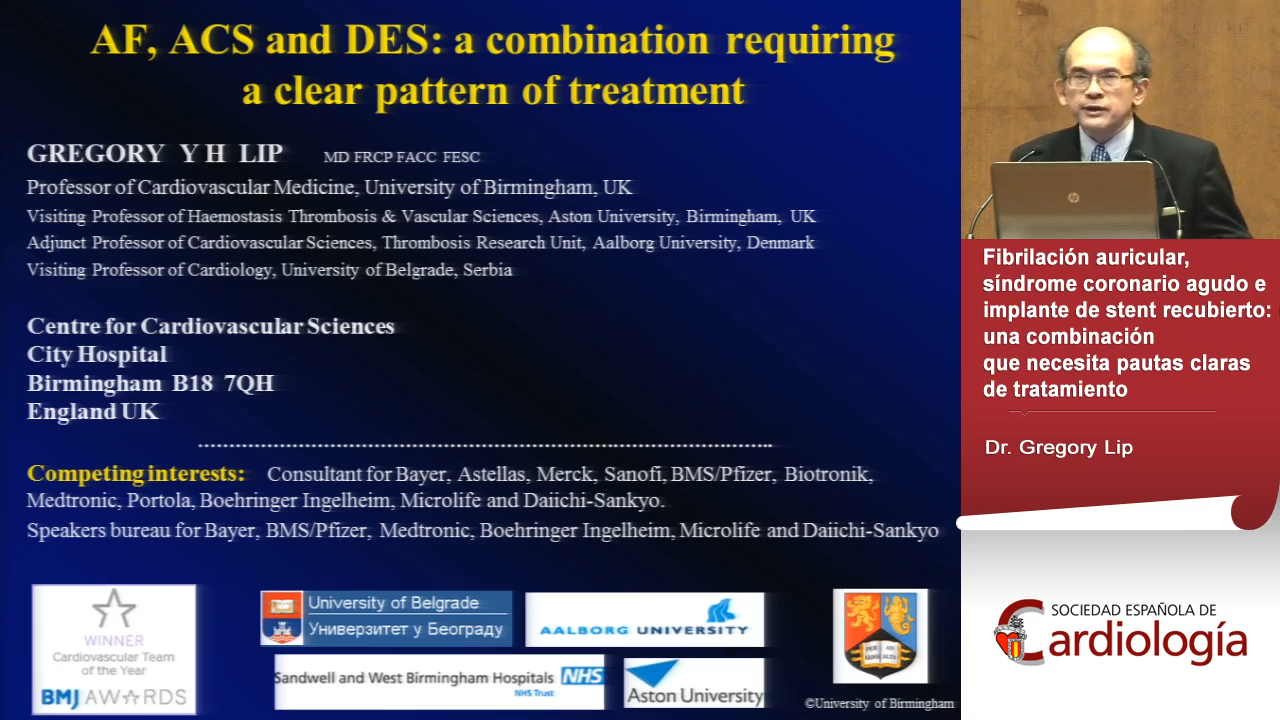 AF, ACS and DES: a combination requiring
a clear pattern of treatment
GREGORY Y H LIP MD FRCP FACC FESC
Professor of Cardiovascular Medicine, University of Birmingham, UK
Visiting Professor of Haemostasis Thrombosis & Vascular Sciences, Aston University, Birmingham, UK
Adjunct Professor of Cardiovascular Sciences, Thrombosis Research Unit, Aalborg University, Denmark
Visiting Professor of Cardiology, University of Belgrade, Serbia
Centre for Cardiovascular Sciences
City Hospital
Birmingham B18 7QH
England UK
Competing interests: Consultant for Bayer, Astellas, Merck, Sanofi, BMS/Pfizer, Biotronik,
Medtronic, Portola, Boehringer Ingelheim, Microlife and Daiichi-Sankyo.
Speakers bureau for Bayer, BMS/Pfizer, Medtronic, Boehringer Ingelheim, Microlife and Daiichi-Sankyo
WINNER
Cardiovascular Team
of the Year
BMJ AWARDS
University of Belgrade
Универзитет у Београду
AALBORG UNIVERSITY
Sandwell and West Birmingham Hospitals NHS
NHS Trust
Aston University
©University of Birmingham
hp
Fibrilación auricular,
síndrome coronario agudo e
implante de stent recubierto:
una combinación
que necesita pautas claras
de tratamiento
Dr. Gregory Lip
SOCIEDAD ESPAÑOLA DE
Cardiología